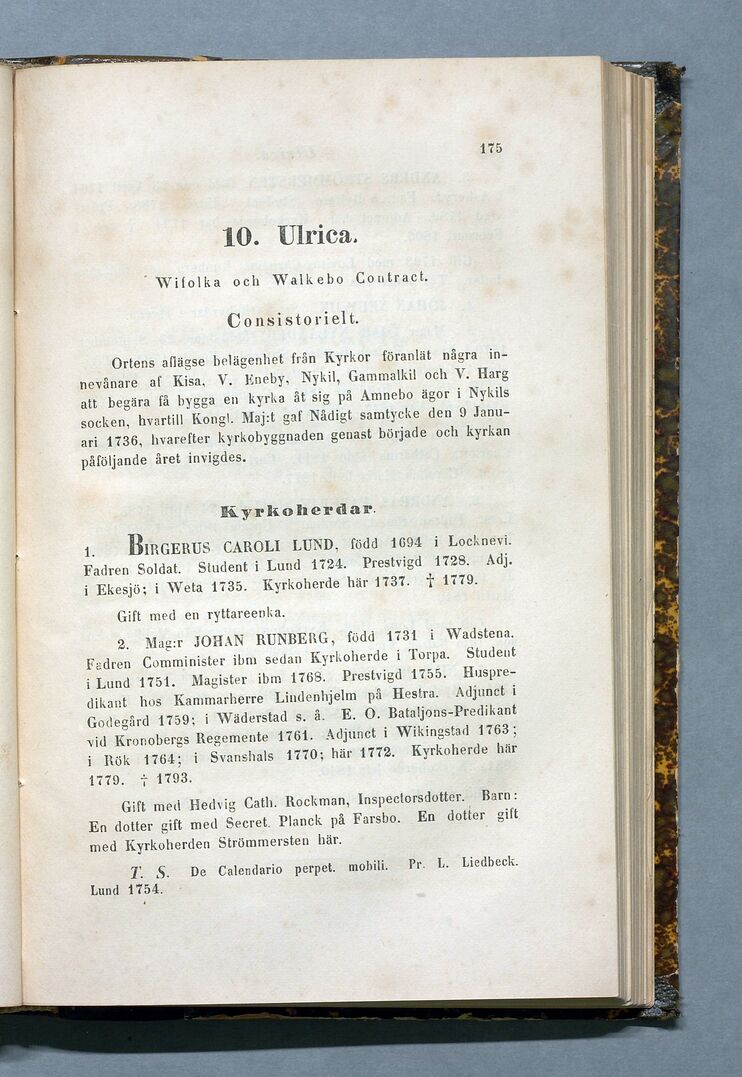 175
10. Ulrica.
Wifolka och Walkebo Contract.
Consistorielt.
Ortens aflägse belägenhet från Kyrkor föranlät några in-
nevånare af Kisa, V. Eneby, Nykil, Gammalkil och V. Harg
att begära få bygga en kyrka åt sig på Amnebo ägor i Nykils
socken, hvartill Kongl. Maj:t gaf Nådigt samtycke den 9 Janu-
ari 1736, hvarefter kyrkobyggnaden genast började och kyrkan
påföljande året invigdes.
Kyrkoherdar.
1. BIRGERUS CAROLI LUND, född 1694 i Locknevi.
Fadren Soldat. Student i Lund 1724. Prestvigd 1728. Adj.
i Ekesjö; i Weta 1735. Kyrkoherde här 1737. † 1779.
Gift med en ryttareenka.
2. Mag:r JOHAN RUNBERG, född 1731 i Wadstena.
Fadren Comminister ibm sedan Kyrkoherde i Torpa. Student
i Lund 1751. Magister ibm 1768. Prestvigd 1755. Huspre-
dikant hos Kammarherre Lindenhjelm på Hestra. Adjunct i
Godegård 1759; i Wäderstad s. å. E. O. Bataljons-Predikant
vid Kronobergs Regemente 1761. Adjunct i Wikingstad 1763;
i Rök 1764; i Svanshals 1770; här 1772. Kyrkoherde här
1779. † 1793.
Gift med Hedvig Cath. Rockman, Inspectorsdotter. Barn:
En dotter gift med Secret. Planck på Farsbo. En dotter gift
med Kyrkoherden Strömmersten här.
T. S. De Calendario perpet. mobili. Pr. L. Liedbeck.
Lund 1754.